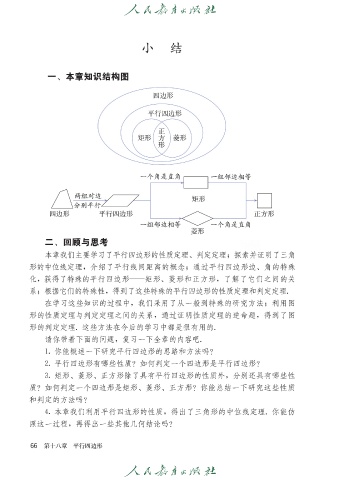 人民教育出版社
小 结
一、本章知识结构图
四边形
平行四边形
矩形 正方形 菱形
一个角是直角 一组邻边相等
矩形
两组对边
分别平行
四边形 平行四边形 正方形
一组邻边相等 一个角是直角
菱形
二、回顾与思考
本章我们主要学习了平行四边形的性质定理、判定定理；探索并证明了三角
形的中位线定理，介绍了平行线间距离的概念；通过平行四边形边、角的特殊
化，获得了特殊的平行四边形——矩形、菱形和正方形，了解了它们之间的关
系；根据它们的特殊性，得到了这些特殊的平行四边形的性质定理和判定定理.
在学习这些知识的过程中，我们采用了从一般到特殊的研究方法；利用图
形的性质定理与判定定理之间的关系，通过证明性质定理的逆命题，得到了图
形的判定定理. 这些方法在今后的学习中都是很有用的.
请你带着下面的问题，复习一下全章的内容吧.
1. 你能概述一下研究平行四边形的思路和方法吗？
2. 平行四边形有哪些性质？如何判定一个四边形是平行四边形？
3. 矩形、菱形、正方形除了具有平行四边形的性质外，分别还具有哪些性
质？如何判定一个四边形是矩形、菱形、正方形？你能总结一下研究这些性质
和判定的方法吗？
4. 本章我们利用平行四边形的性质，得出了三角形的中位线定理. 你能仿
照这一过程，再得出一些其他几何结论吗？
66 第十八章 平行四边形
人民教育出版社